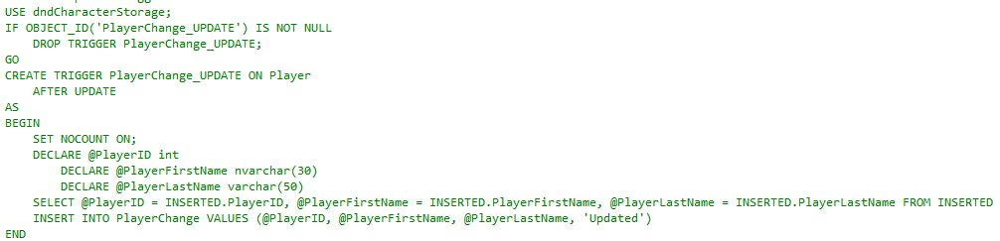 USE dndCharacterStorage;
IF OBJECT_ID('PlayerChange_UPDATE') IS NOT NULL
DROP TRIGGER PlayerChange_UPDATE;
GO
CREATE TRIGGER PlayerChange_UPDATE ON Player
AFTER UPDATE
AS
BEGIN
SET NOCOUNT ON;
DECLARE @PlayerID int
DECLARE @PlayerFirstName nvarchar(30)
DECLARE @PlayerLastName varchar(50)
SELECT @PlayerID = INSERTED.PlayerID, @PlayerFirstName = INSERTED.PlayerFirstName, @PlayerLastName = INSERTED.PlayerLastName FROM INSERTED
INSERT INTO PlayerChange VALUES (@PlayerID, @PlayerFirstName, @PlayerLastName, 'Updated')
END